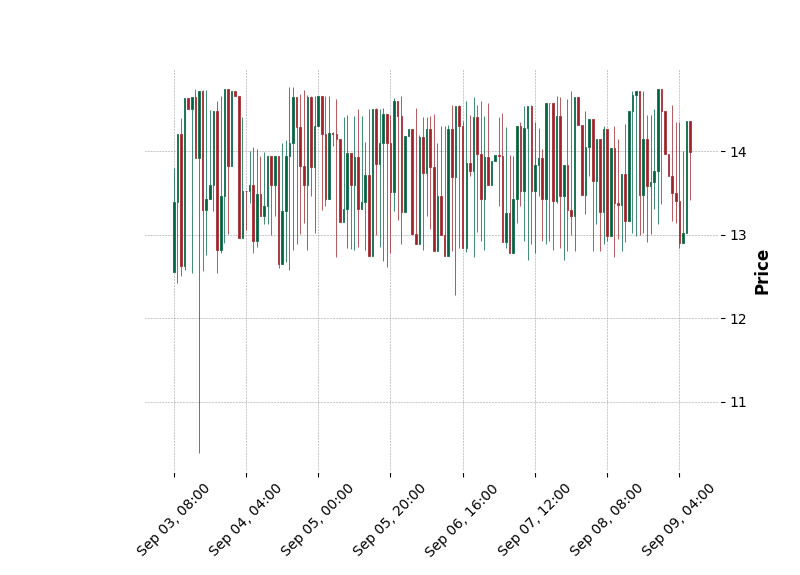 14
13
12
11
Price
Sep 03, 08:00
Sep 04, 04:00
Sep 05, 00:00
Sep 05, 20:00
Sep 06, 16:00
Sep 07, 12:00
Sep 08, 08:00
Sep 09, 04:00